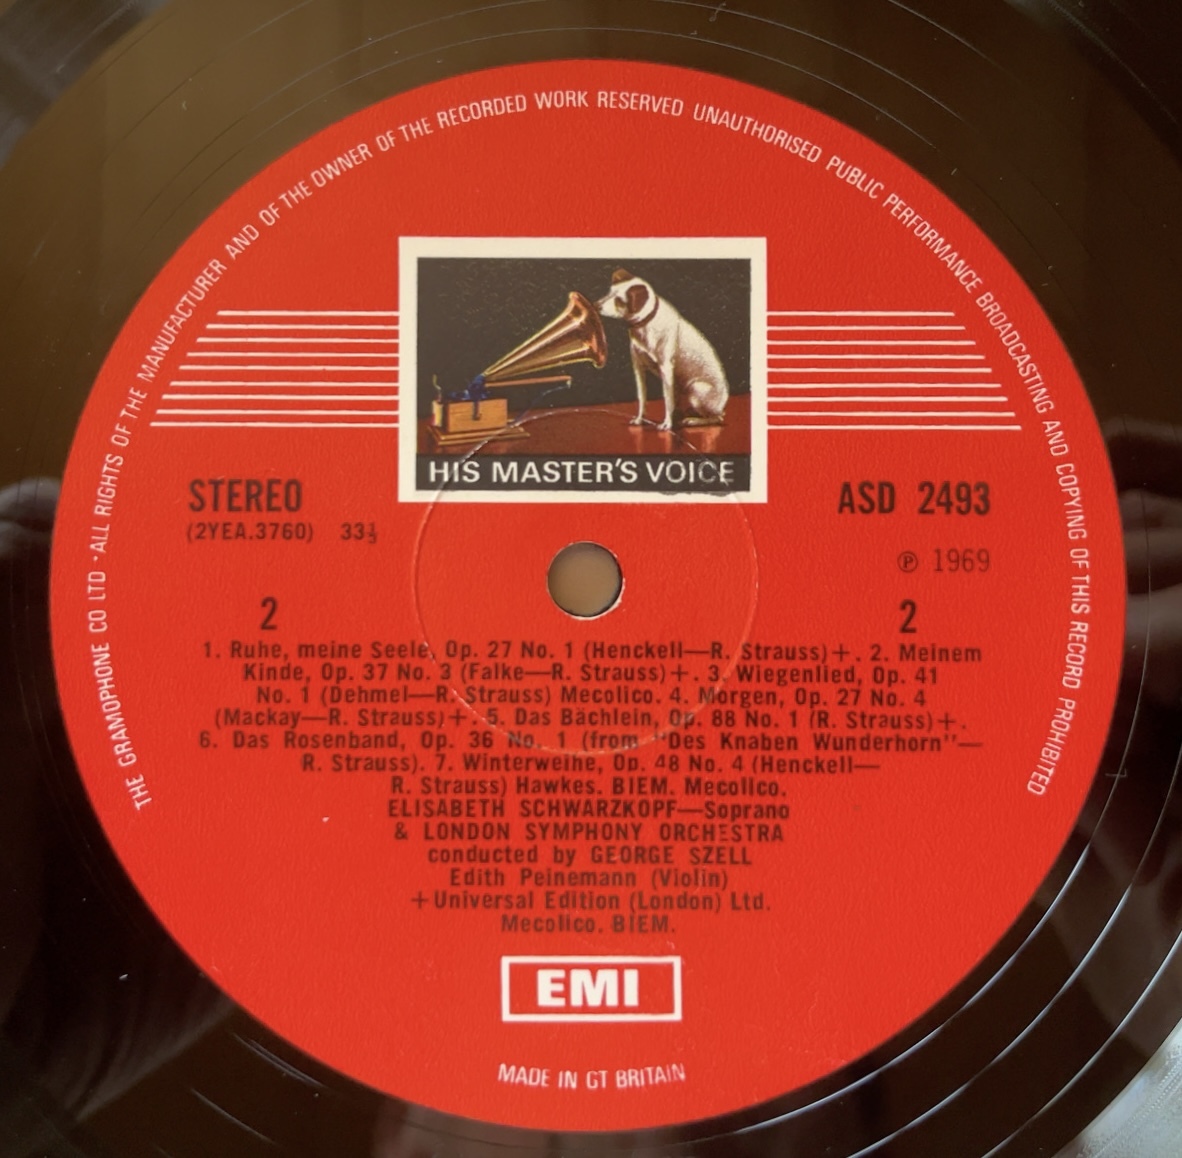 THE GRAMOPHONE CO LTD · ALL RIGHTS OF THE MANUFACTURER AND OF THE OWNER OF THE RECORDED WORK RESERVED UNAUTHORISED PUBLIC PERFORMANCE BROADCASTING AND COPYING OF THIS RECORD PROHIBITED
HIS MASTER'S VOICE
STEREO
(2YEA.3760) 33⅓
ASD 2493
℗ 1969
2
2
1. Ruhe, meine Seele, Op. 27 No. 1 (Henckell—R. Strauss)+. 2. Meinem
Kinde, Op. 37 No. 3 (Falke—R. Strauss)+. 3. Wiegenlied, Op. 41
No. 1 (Dehmel—R. Strauss) Mecolico. 4. Morgen, Op. 27 No. 4
(Mackay—R. Strauss)+. 5. Das Bächlein, Op. 88 No. 1 (R. Strauss)+.
6. Das Rosenband, Op. 36 No. 1 (from "Des Knaben Wunderhorn"—
R. Strauss). 7. Winterweihe, Op. 48 No. 4 (Henckell—
R. Strauss) Hawkes. BIEM. Mecolico.
ELISABETH SCHWARZKOPF—Soprano
& LONDON SYMPHONY ORCHESTRA
conducted by GEORGE SZELL
Edith Peinemann (Violin)
+Universal Edition (London) Ltd.
Mecolico. BIEM.
EMI
MADE IN GT BRITAIN